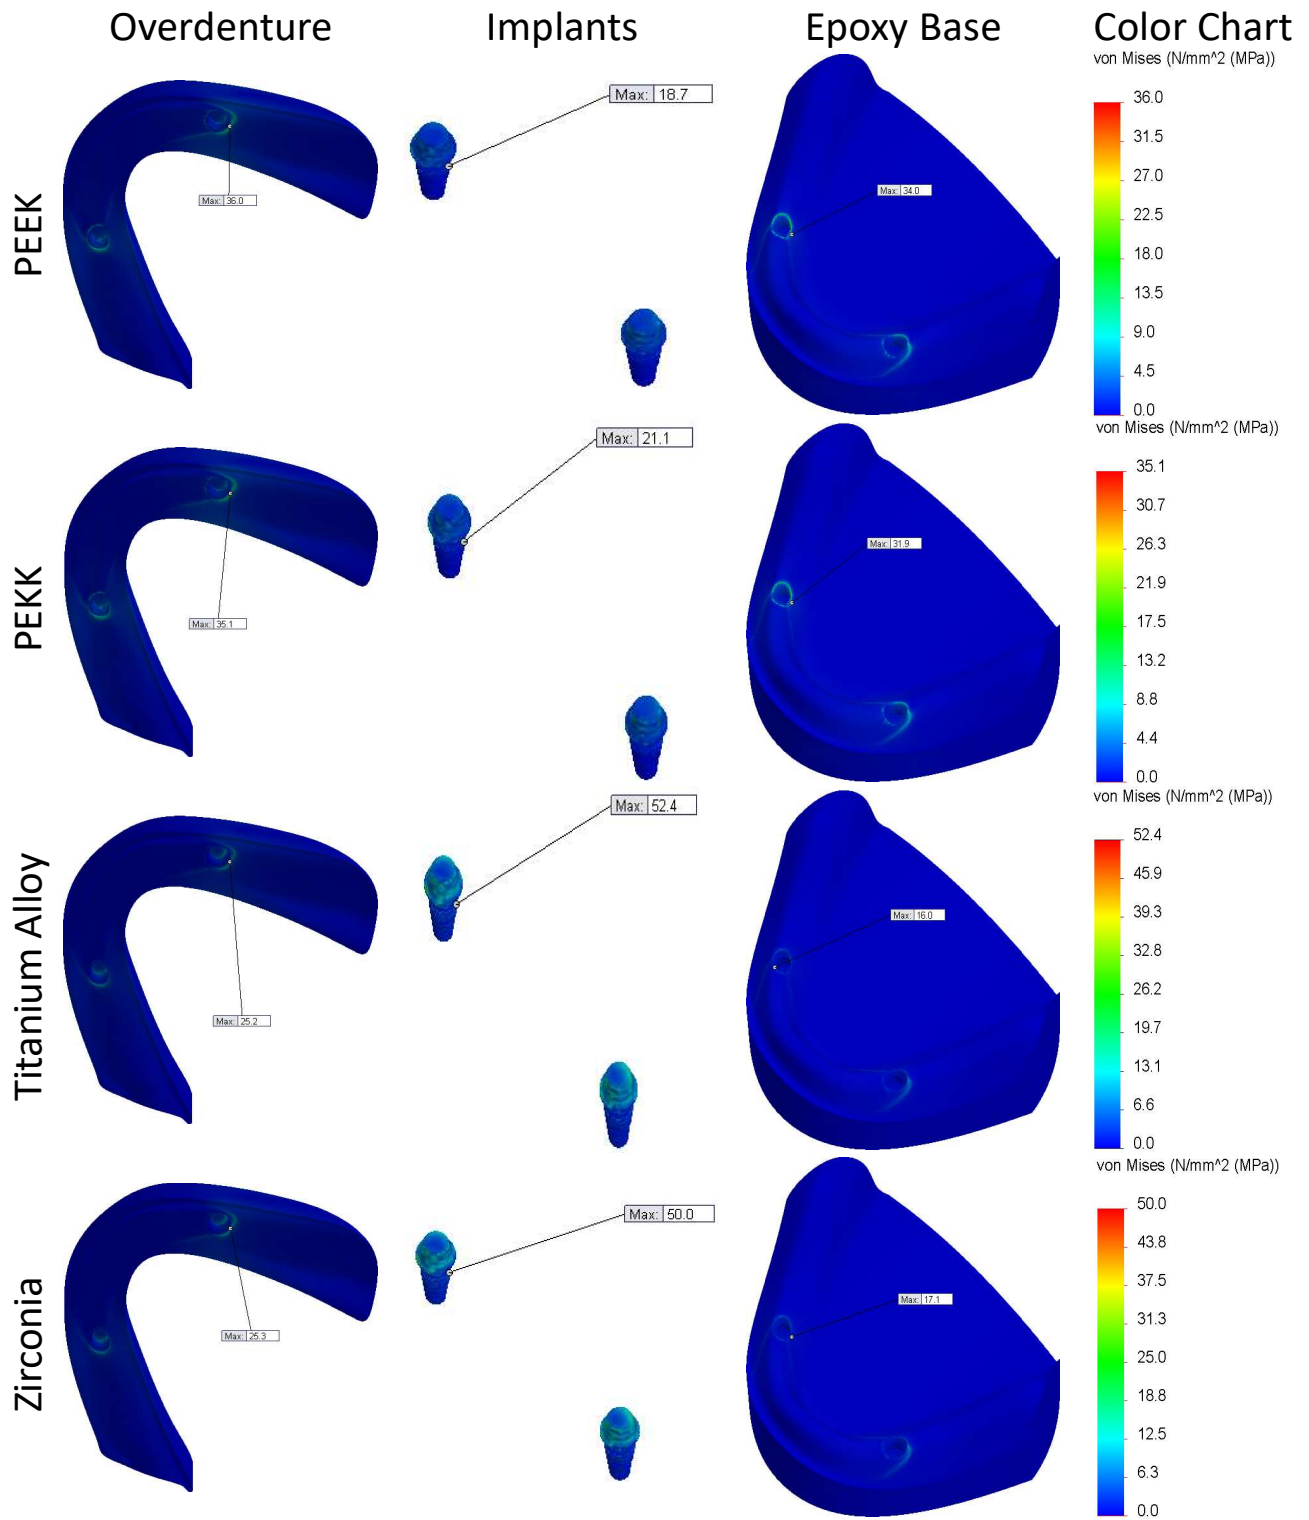 Overdenture Implants Epoxy Base Color Chart
von Mises (N/mm^2 (MPa))
PEEK
Max: 36.0
Max: 18.7
Max: 34.0
36.0
31.5
27.0
22.5
18.0
13.5
9.0
4.5
0.0
von Mises (N/mm^2 (MPa))
PEKK
Max: 35.1
Max: 21.1
Max: 31.9
35.1
30.7
26.3
21.9
17.5
13.2
8.8
4.4
0.0
von Mises (N/mm^2 (MPa))
Titanium Alloy
Max: 25.2
Max: 52.4
Max: 16.0
52.4
45.9
39.3
32.8
26.2
19.7
13.1
6.6
0.0
von Mises (N/mm^2 (MPa))
Zirconia
Max: 25.3
Max: 50.0
Max: 17.1
50.0
43.8
37.5
31.3
25.0
18.8
12.5
6.3
0.0